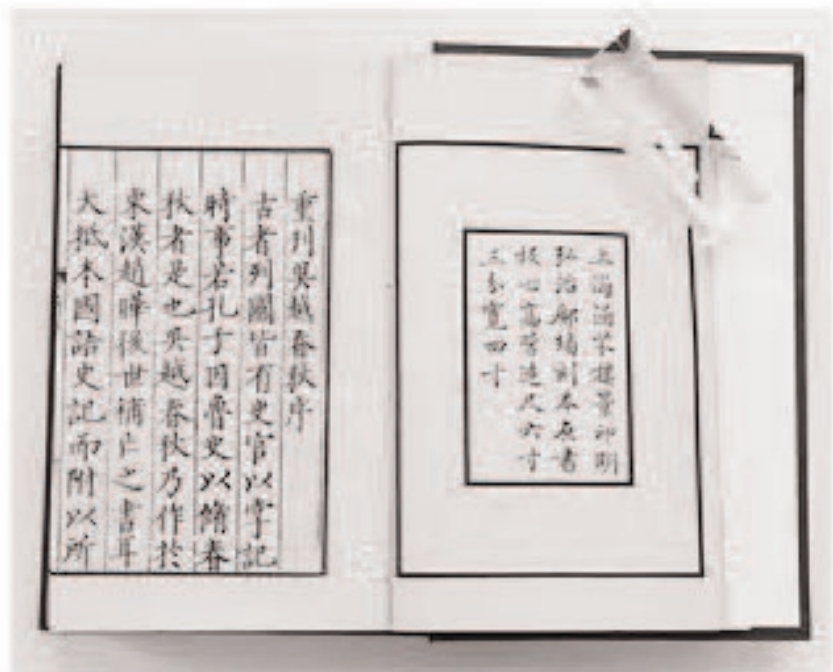 上海涵芬樓景印明
弘治鄺璠刻本原書
板心高營造尺六寸
三分寬四寸
重刊吳越春秋序
古者列國皆有史官以掌記
時事若孔子因魯史以脩春
秋者是也吳越春秋乃作於
東漢趙曄後世補亡之書耳
大抵本國語史記而附以所